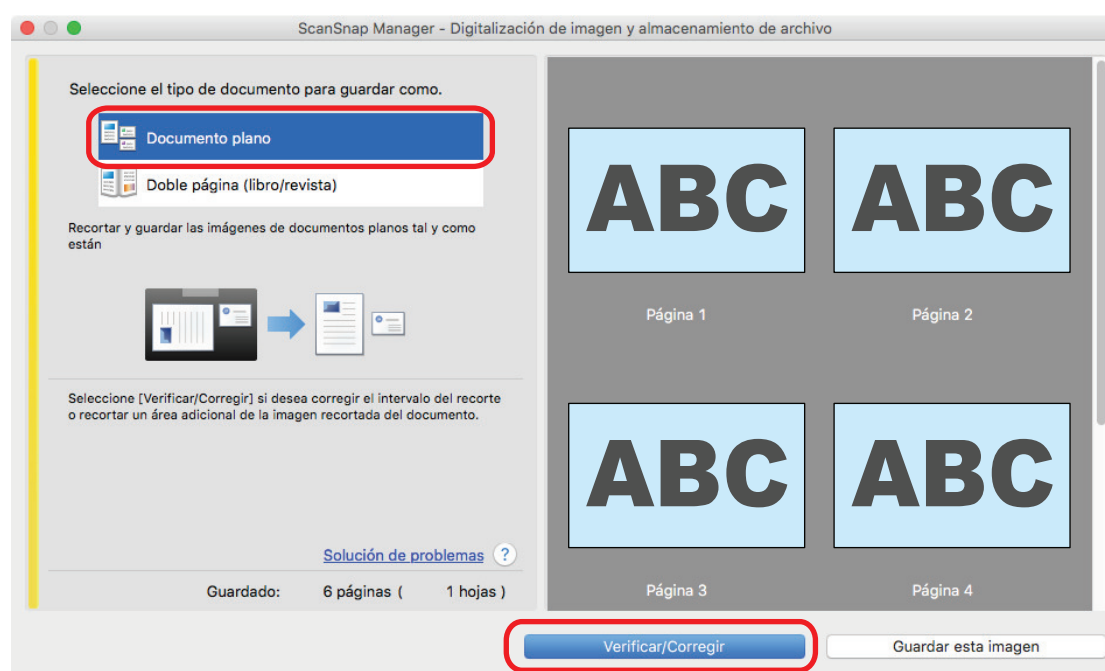 ScanSnap Manager - Digitalización de imagen y almacenamiento de archivo
Seleccione el tipo de documento para guardar como.
Documento plano
Doble página (libro/revista)
Recortar y guardar las imágenes de documentos planos tal y como
están
Seleccione [Verificar/Corregir] si desea corregir el intervalo del recorte
o recortar un área adicional de la imagen recortada del documento.
Solución de problemas ?
Guardado: 6 páginas ( 1 hojas )
ABC ABC
Página 1 Página 2
ABC ABC
Página 3 Página 4
Verificar/Corregir Guardar esta imagen